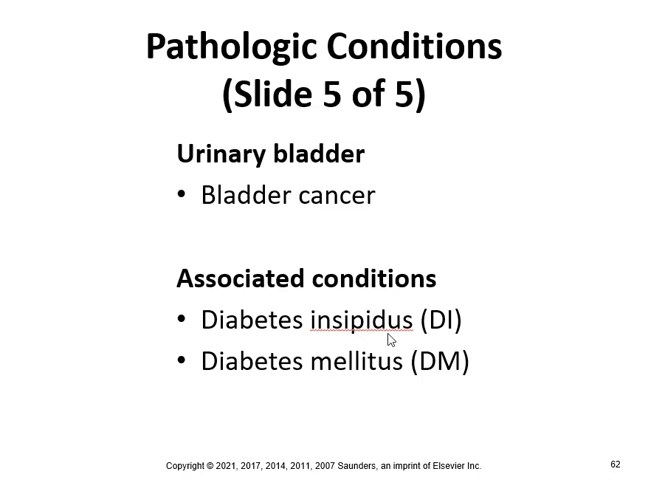 Pathologic Conditions
(Slide 5 of 5)
Urinary bladder
• Bladder cancer
Associated conditions
• Diabetes insipidus (DI)
• Diabetes mellitus (DM)
Copyright © 2021, 2017, 2014, 2011, 2007 Saunders, an imprint of Elsevier Inc.
62